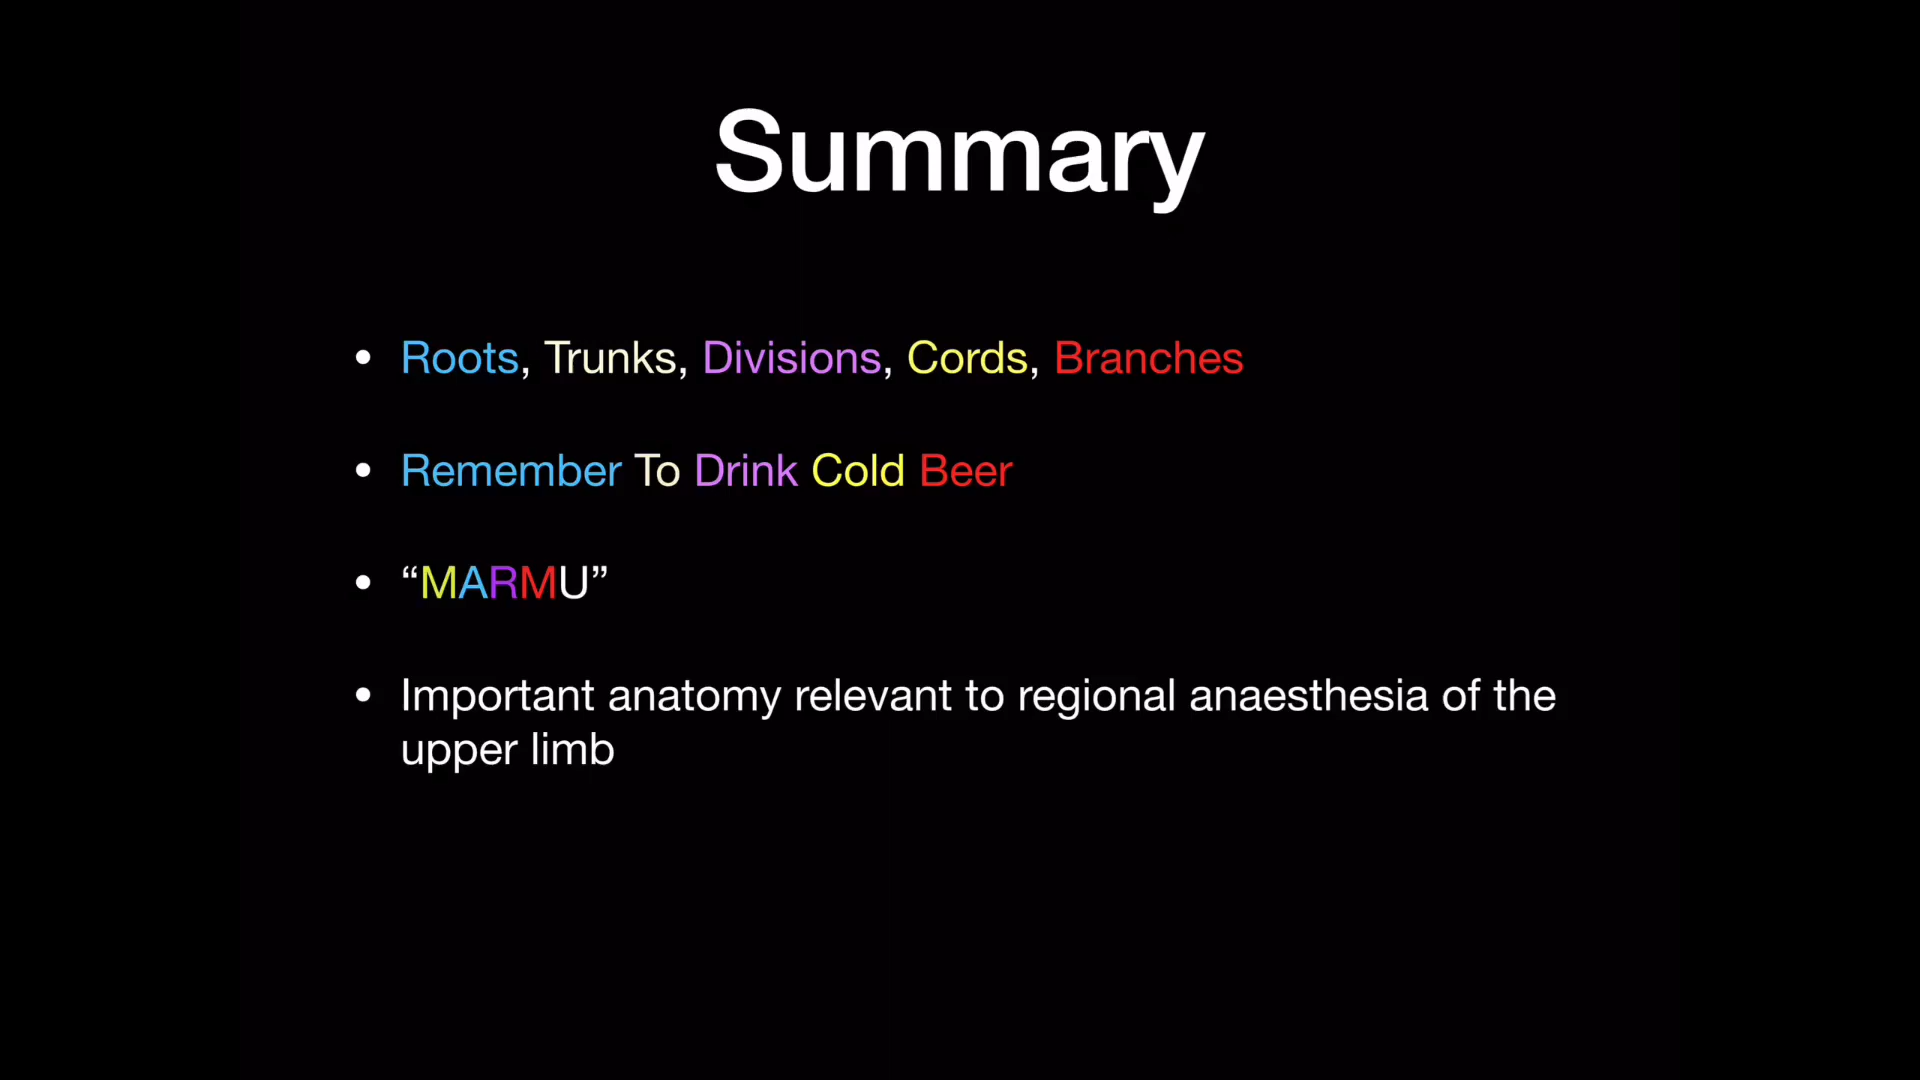 Summary
• Roots, Trunks, Divisions, Cords, Branches
• Remember To Drink Cold Beer
• “MARMU”
• Important anatomy relevant to regional anaesthesia of the
upper limb